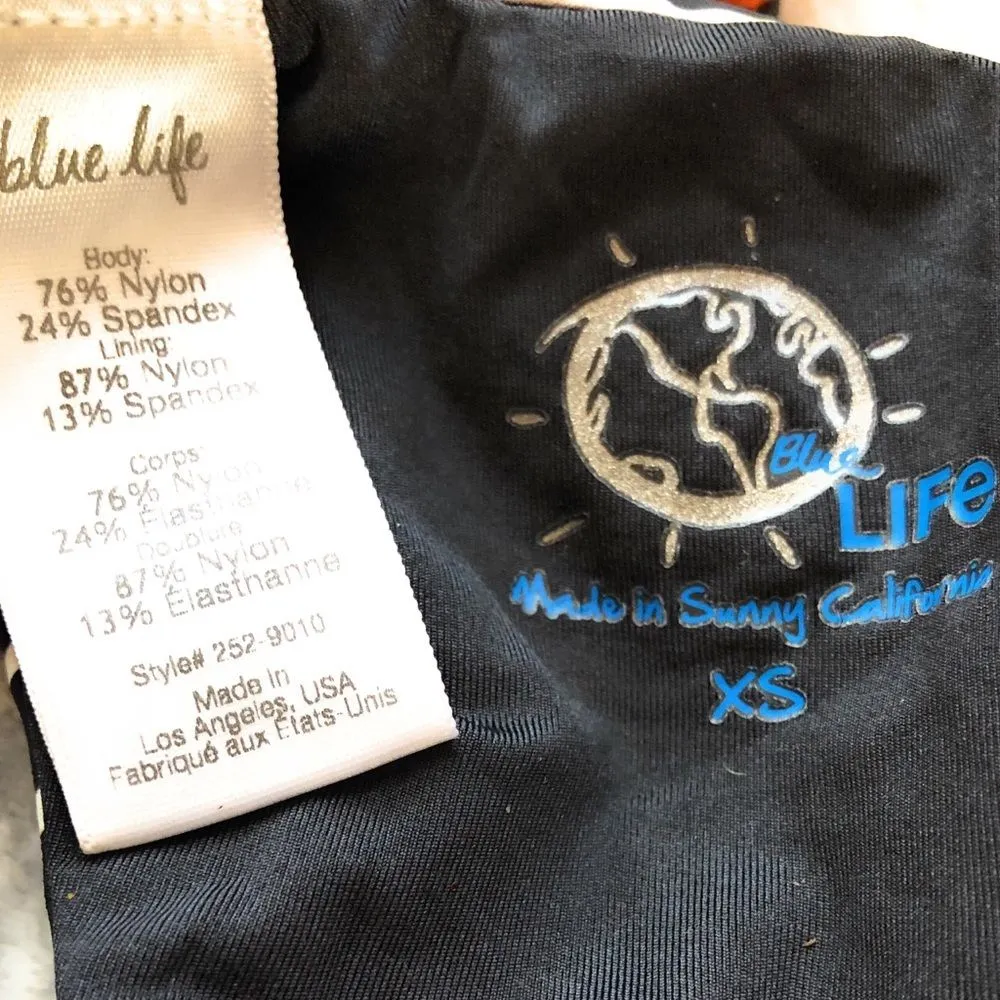 blue life
Body:
76% Nylon
24% Spandex
Lining:
87% Nylon
13% Spandex
Corps:
76% Nylon
24% Élasthanne
Doublure
87% Nylon
13% Élasthanne
Style# 252-9010
Made in
Los Angeles, USA
Fabriqué aux États-Unis
Blue
LIFe
Made in Sunny California
XS